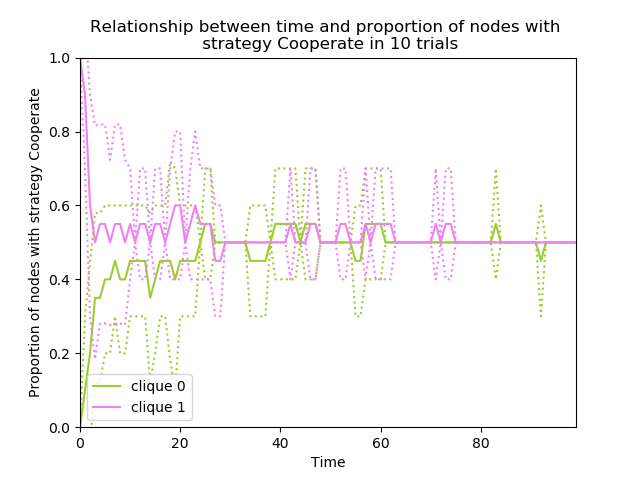 Relationship between time and proportion of nodes with
strategy Cooperate in 10 trials
Proportion of nodes with strategy Cooperate
1.0
0.8
0.6
0.4
0.2
0.0
clique 0
clique 1
0
20
40
60
80
Time